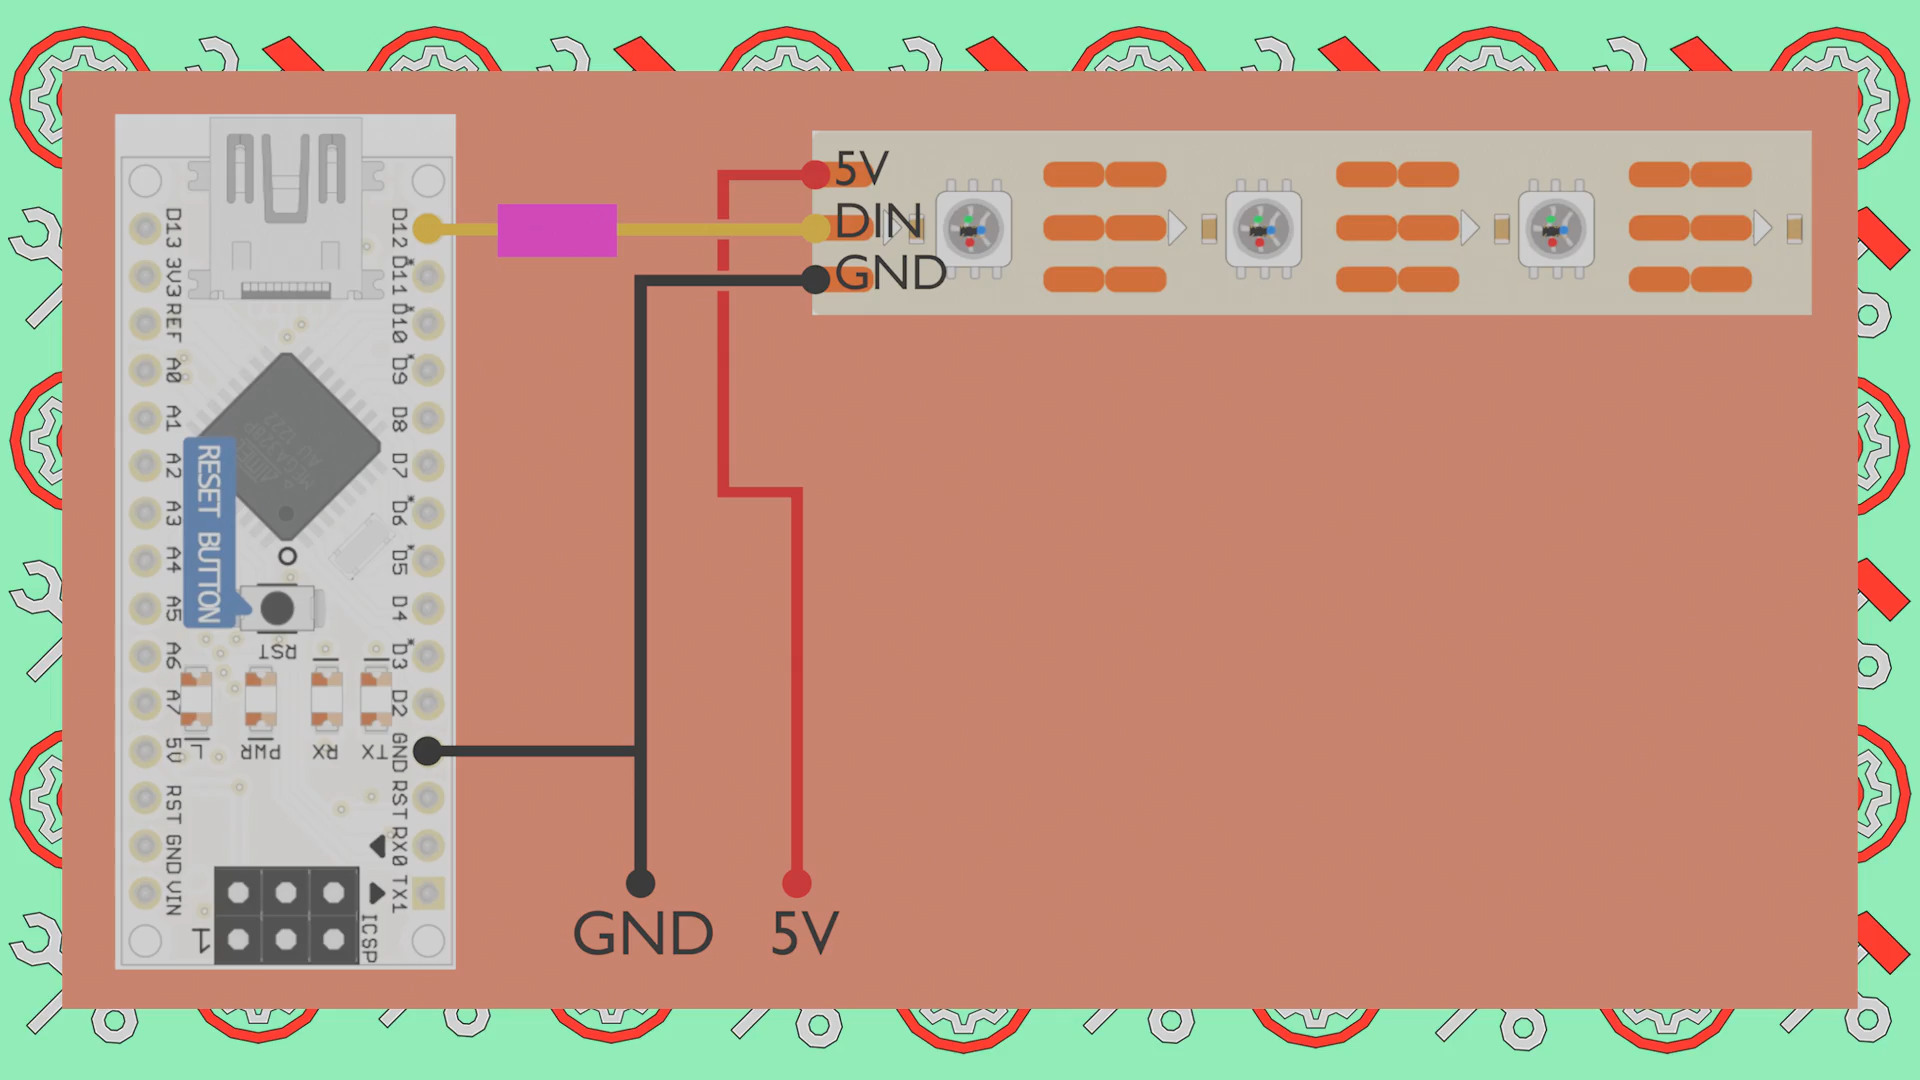 D13
3V3
REF
A0
A1
A2
A3
A4
A5
A6
A7
5V
RST
GND
VIN
D12
D11
D10
D9
D8
D7
D6
D5
D4
D3
D2
GND
RST
RX0
TX1
RESET BUTTON
RST
L
PWR
RX
TX
1
ICSP
5V
DIN
GND
GND
5V